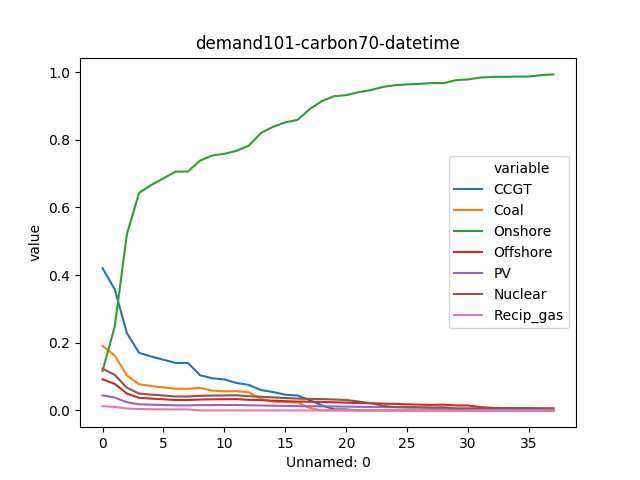 demand101-carbon70-datetime
1.0
0.8
0.6
0.4
0.2
0.0
value
variable
CCGT
Coal
Onshore
Offshore
PV
Nuclear
Recip_gas
0 5 10 15 20 25 30 35
Unnamed: 0